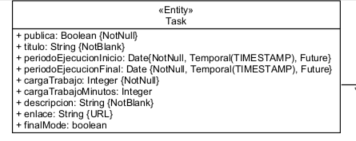 «Entity»
Task
+ publica: Boolean {NotNull}
+ titulo: String {NotBlank}
+ periodoEjecucionInicio: Date{NotNull, Temporal(TIMESTAMP), Future}
+ periodoEjecucionFinal: Date {NotNull, Temporal(TIMESTAMP), Future}
+ cargaTrabajo: Integer {NotNull}
+ cargaTrabajoMinutos: Integer
+ descripcion: String {NotBlank}
+ enlace: String {URL}
+ finalMode: boolean